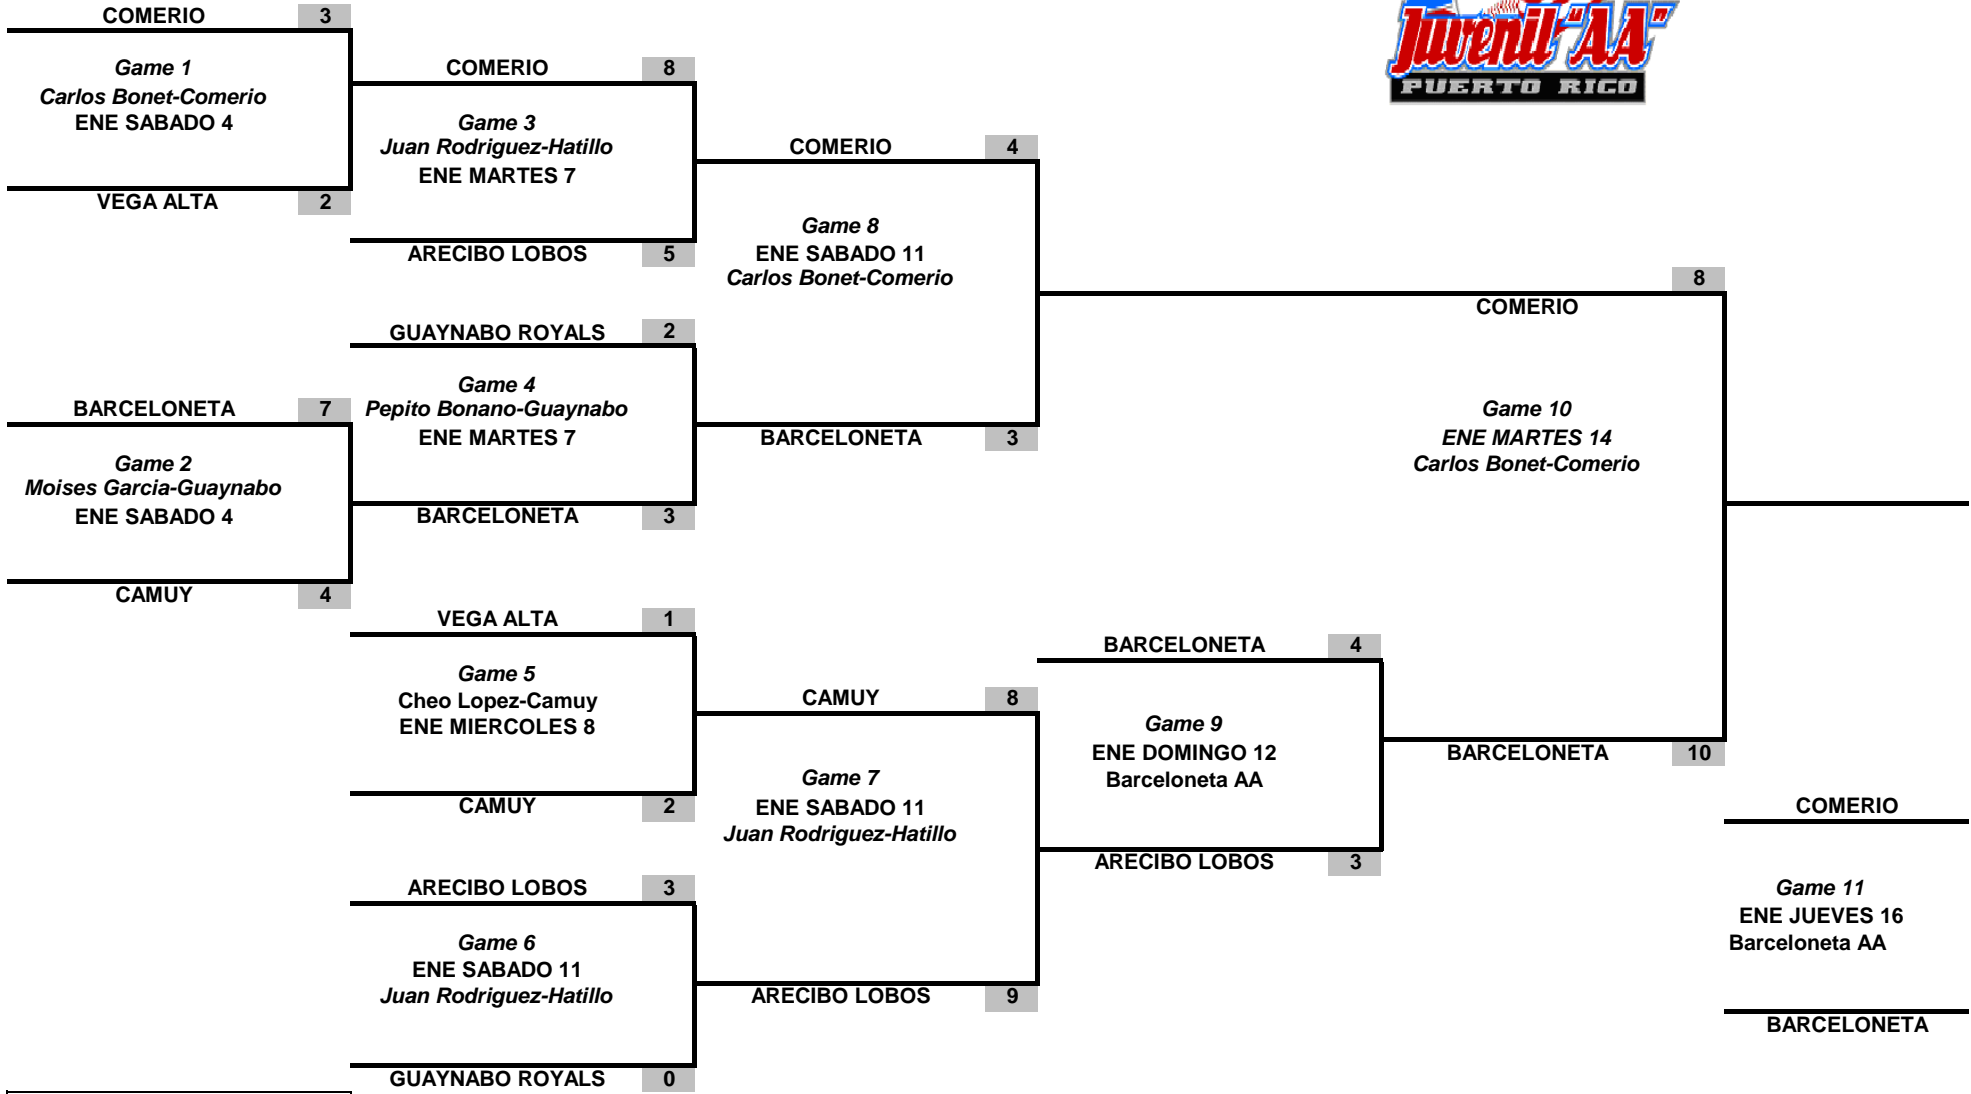 COMERIO 3
Game 1
Carlos Bonet-Comerio
ENE SABADO 4
VEGA ALTA 2
BARCELONETA 7
Game 2
Moises Garcia-Guaynabo
ENE SABADO 4
CAMUY 4
COMERIO 8
Game 3
Juan Rodriguez-Hatillo
ENE MARTES 7
ARECIBO LOBOS 5
GUAYNABO ROYALS 2
Game 4
Pepito Bonano-Guaynabo
ENE MARTES 7
BARCELONETA 3
VEGA ALTA 1
Game 5
Cheo Lopez-Camuy
ENE MIERCOLES 8
CAMUY 2
ARECIBO LOBOS 3
Game 6
ENE SABADO 11
Juan Rodriguez-Hatillo
GUAYNABO ROYALS 0
COMERIO 4
Game 8
ENE SABADO 11
Carlos Bonet-Comerio
BARCELONETA 3
CAMUY 8
Game 7
ENE SABADO 11
Juan Rodriguez-Hatillo
ARECIBO LOBOS 9
BARCELONETA 4
Game 9
ENE DOMINGO 12
Barceloneta AA
ARECIBO LOBOS 3
Juvenil "AA"
PUERTO RICO
8
COMERIO
Game 10
ENE MARTES 14
Carlos Bonet-Comerio
BARCELONETA 10
COMERIO
Game 11
ENE JUEVES 16
Barceloneta AA
BARCELONETA